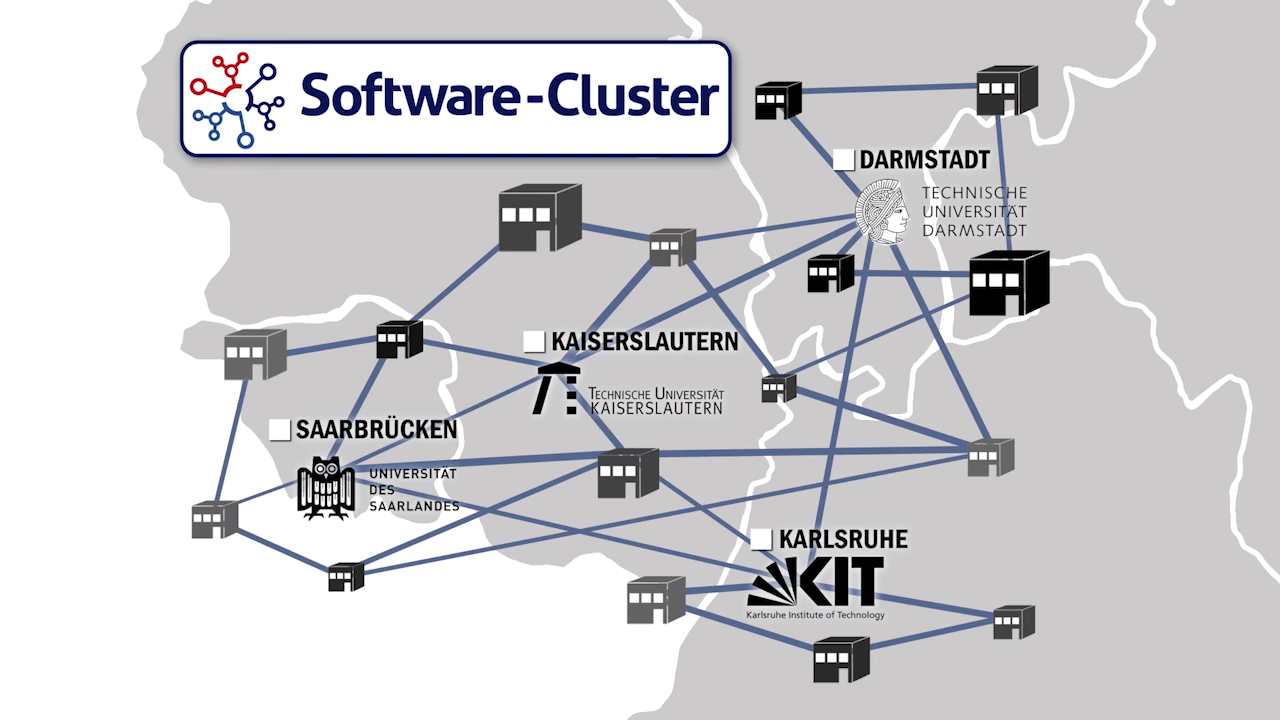 Software-Cluster
DARMSTADT
TECHNISCHE
UNIVERSITÄT
DARMSTADT
KAISERSLAUTERN
TECHNISCHE UNIVERSITÄT
KAISERSLAUTERN
SAARBRÜCKEN
UNIVERSITÄT
DES
SAARLANDES
KARLSRUHE
KIT
Karlsruhe Institute of Technology